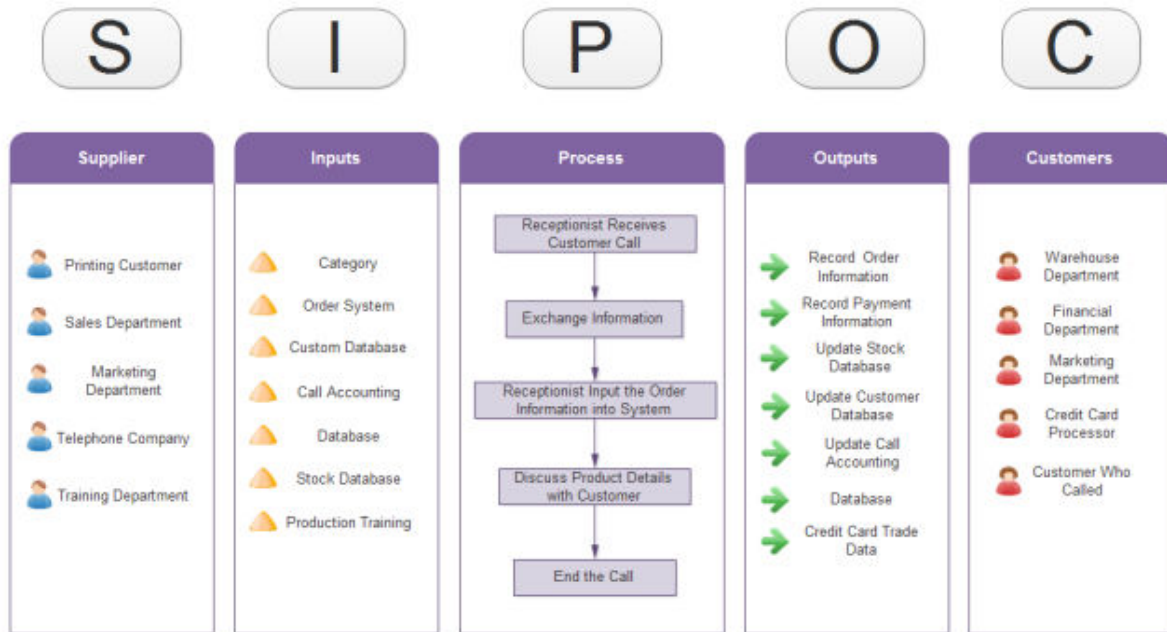 S
I
P
O
C
Supplier
Printing Customer
Sales Department
Marketing
Department
Telephone Company
Training Department
Inputs
Category
Order System
Custom Database
Call Accounting
Database
Stock Database
Production Training
Process
Receptionist Receives
Customer Call
Exchange Information
Receptionist Input the Order
Information into System
Discuss Product Details
with Customer
End the Call
Outputs
Record Order
Information
Record Payment
Information
Update Stock
Database
Update Customer
Database
Update Call
Accounting
Database
Credit Card Trade
Data
Customers
Warehouse
Department
Financial
Department
Marketing
Department
Credit Card
Processor
Customer Who
Called